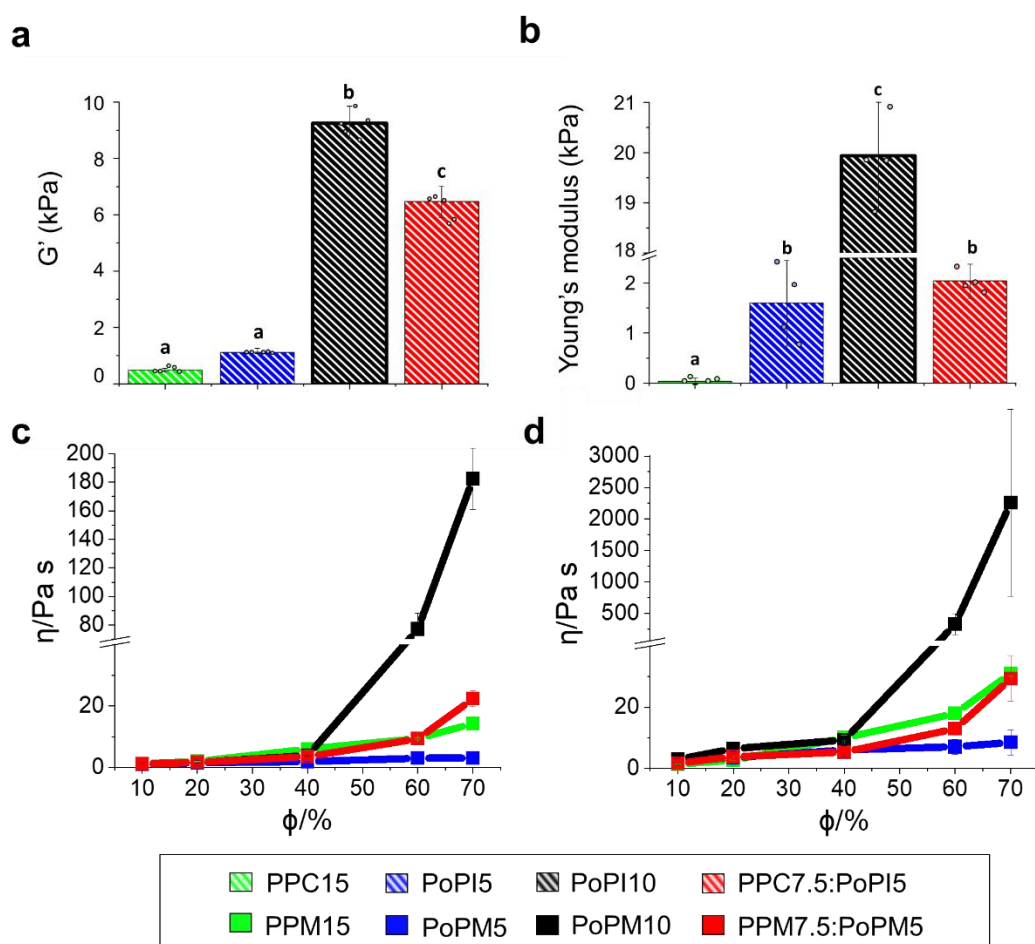 a
b
10
8
6
4
2
0
G' (kPa)
a
a
b
c
21
20
19
18
2
1
0
Young's modulus (kPa)
a
b
c
b
c
d
200
180
160
140
120
100
80
20
0
η/Pa s
10 20 30 40 50 60 70
ϕ/%
3000
2500
2000
1500
1000
500
20
0
η/Pa s
10 20 30 40 50 60 70
ϕ/%
PPC15 PoPI5 PoPI10 PPC7.5:PoPI5
PPM15 PoPM5 PoPM10 PPM7.5:PoPM5